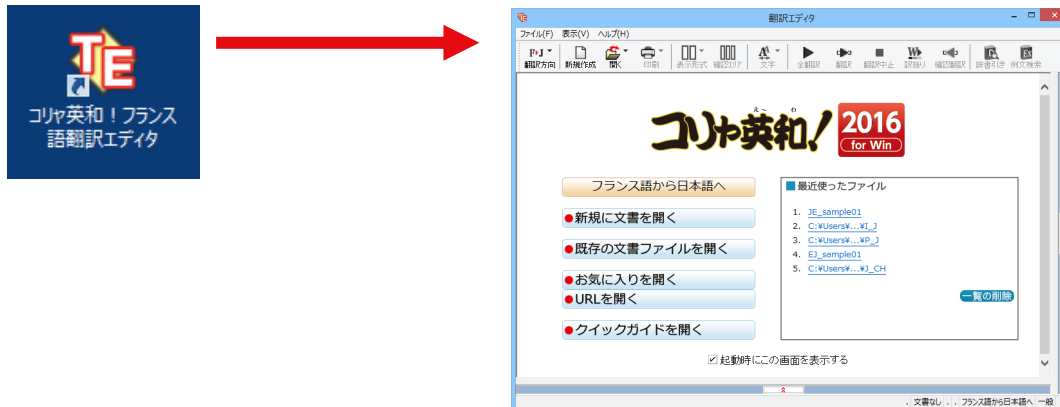 TE
コリャ英和！フランス
語翻訳エディタ
TE
翻訳エディタ
ファイル(F) 表示(V) ヘルプ(H)
F▸J
翻訳方向 新規作成 開く 印刷 表示形式 確認エリア 文字 全翻訳 翻訳 翻訳中止 訳振り 確認翻訳 辞書引き 例文検索
え～わ
コリャ英和！ 2016
for Win
フランス語から日本語へ
●新規に文書を開く
●既存の文書ファイルを開く
●お気に入りを開く
●URLを開く
●クイックガイドを開く
■最近使ったファイル
1. JE_sample01
2. C:¥Users¥...¥I_J
3. C:¥Users¥...¥P_J
4. EJ_sample01
5. C:¥Users¥...¥J_CH
一覧の削除
起動時にこの画面を表示する
. 文書なし . . フランス語から日本語へ 一般